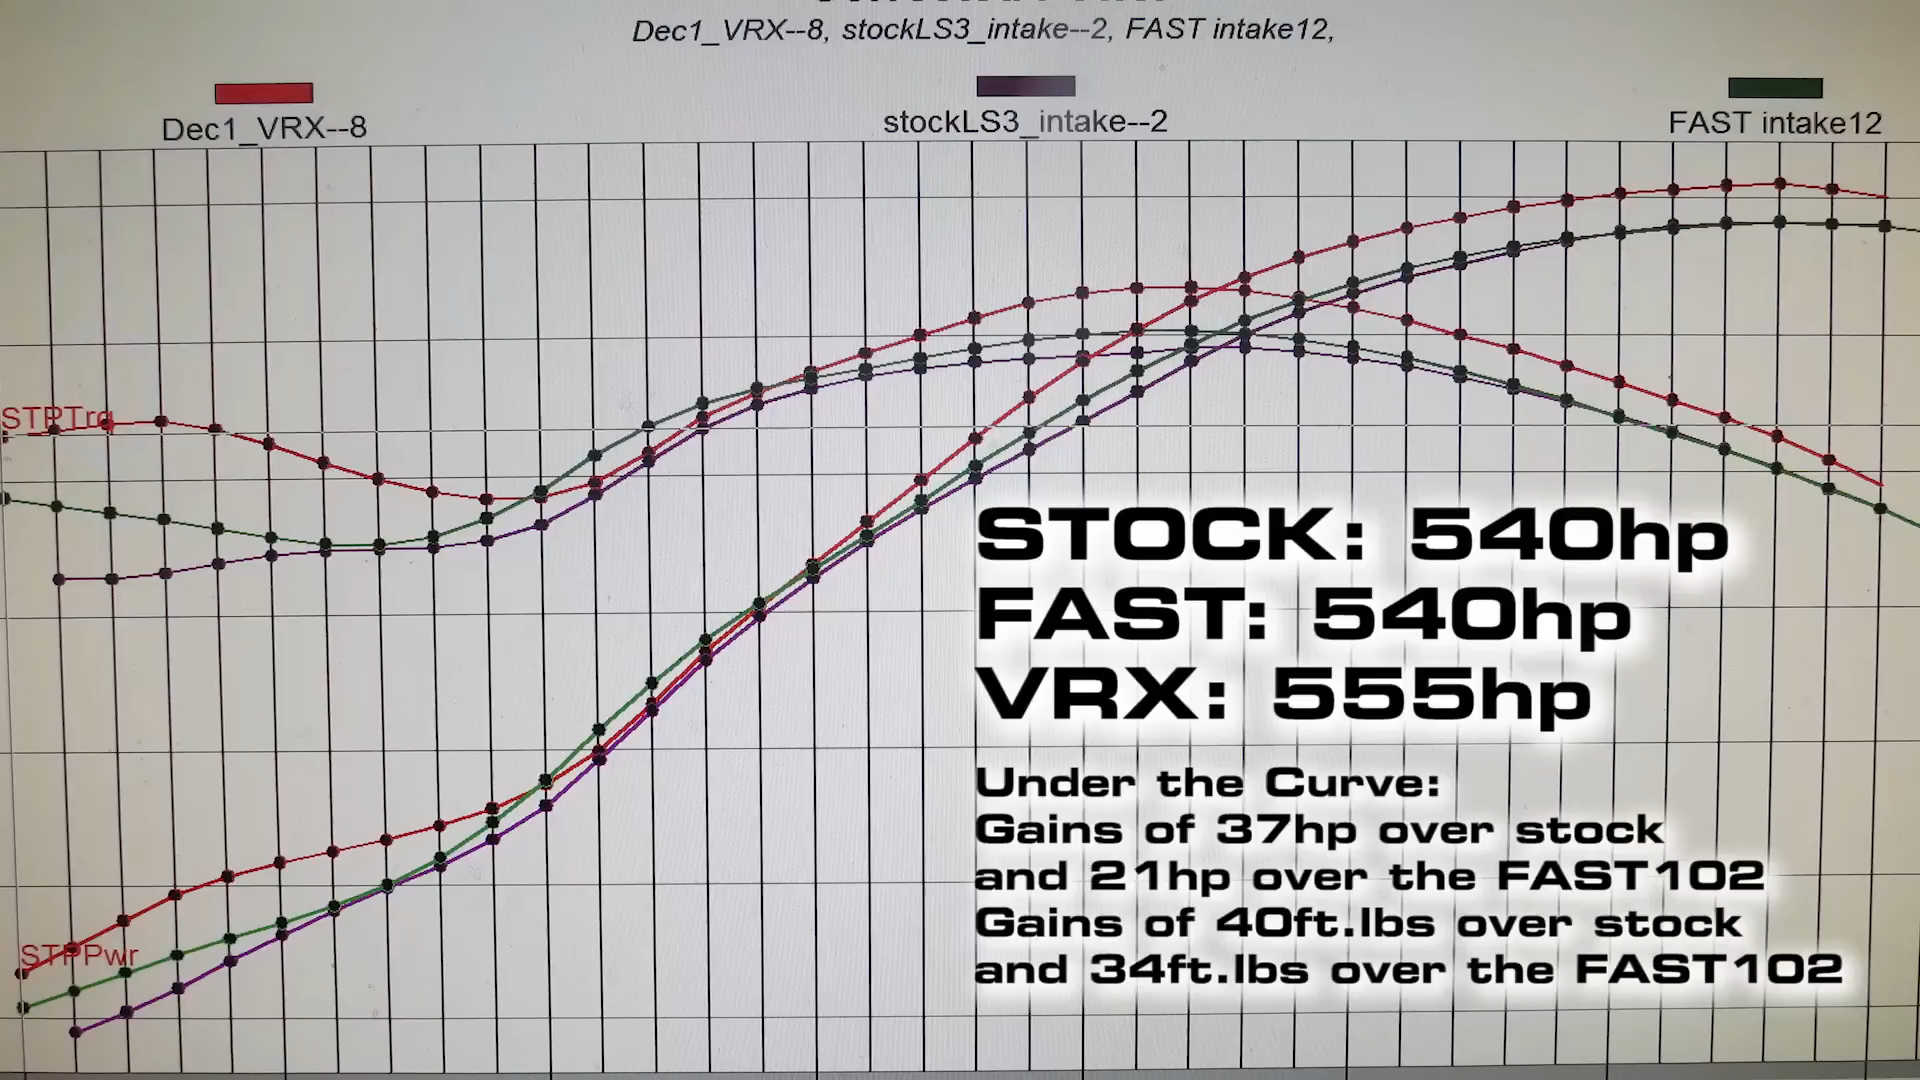 Dec1_VRX--8, stockLS3_intake--2, FAST intake12,
Dec1_VRX--8
stockLS3_intake--2
FAST intake12
STPTrq
STPPwr
STOCK: 540hp
FAST: 540hp
VRX: 555hp
Under the Curve:
Gains of 37hp over stock
and 21hp over the FAST102
Gains of 40ft.lbs over stock
and 34ft.lbs over the FAST102